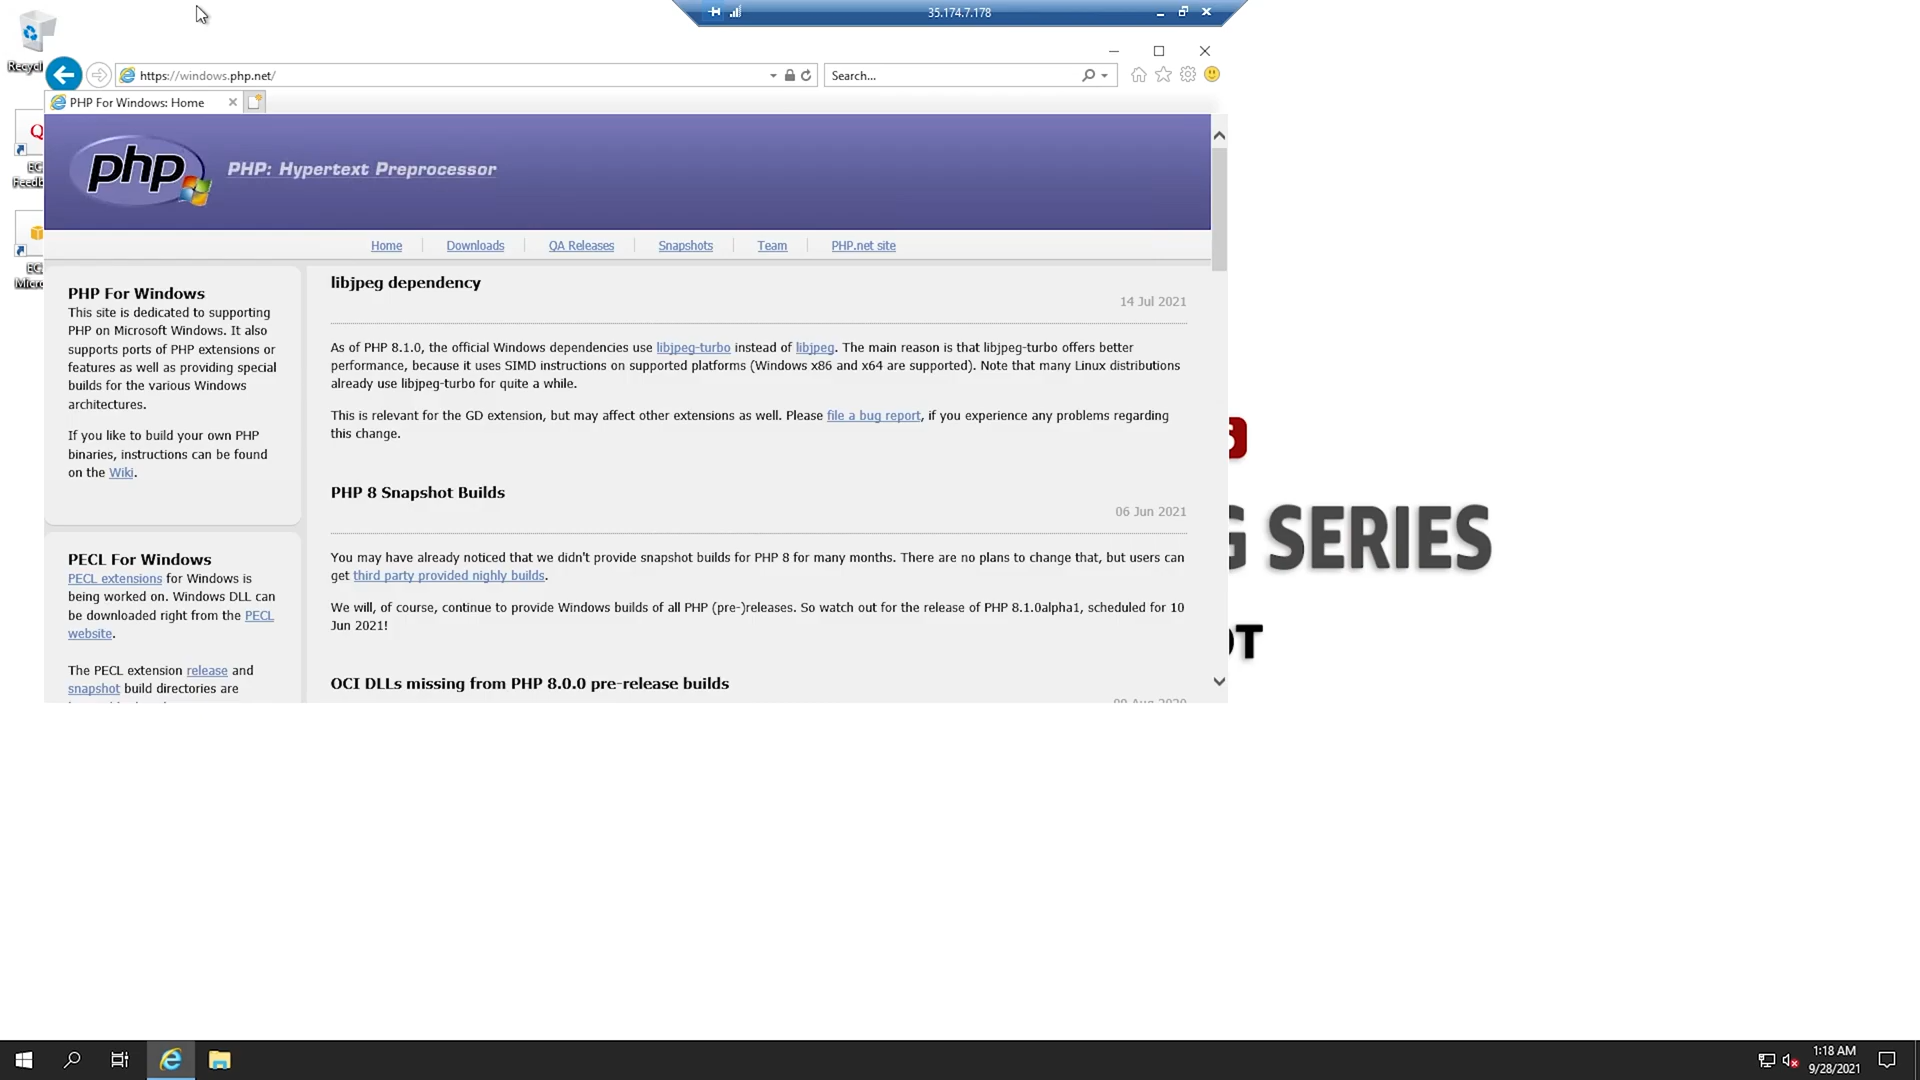 35.174.7.178
Recycl
https://windows.php.net/
Search...
PHP For Windows: Home
php
PHP: Hypertext Preprocessor
Home
Downloads
QA Releases
Snapshots
Team
PHP.net site
EC
Feedb
Micro
PHP For Windows
This site is dedicated to supporting
PHP on Microsoft Windows. It also
supports ports of PHP extensions or
features as well as providing special
builds for the various Windows
architectures.
If you like to build your own PHP
binaries, instructions can be found
on the Wiki.
PECL For Windows
PECL extensions for Windows is
being worked on. Windows DLL can
be downloaded right from the PECL
website.
The PECL extension release and
snapshot build directories are
libjpeg dependency
14 Jul 2021
As of PHP 8.1.0, the official Windows dependencies use libjpeg-turbo instead of libjpeg. The main reason is that libjpeg-turbo offers better
performance, because it uses SIMD instructions on supported platforms (Windows x86 and x64 are supported). Note that many Linux distributions
already use libjpeg-turbo for quite a while.
This is relevant for the GD extension, but may affect other extensions as well. Please file a bug report, if you experience any problems regarding
this change.
PHP 8 Snapshot Builds
06 Jun 2021
You may have already noticed that we didn't provide snapshot builds for PHP 8 for many months. There are no plans to change that, but users can
get third party provided nighly builds.
We will, of course, continue to provide Windows builds of all PHP (pre-)releases. So watch out for the release of PHP 8.1.0alpha1, scheduled for 10
Jun 2021!
OCI DLLs missing from PHP 8.0.0 pre-release builds
G SERIES
OT
1:18 AM
9/28/2021